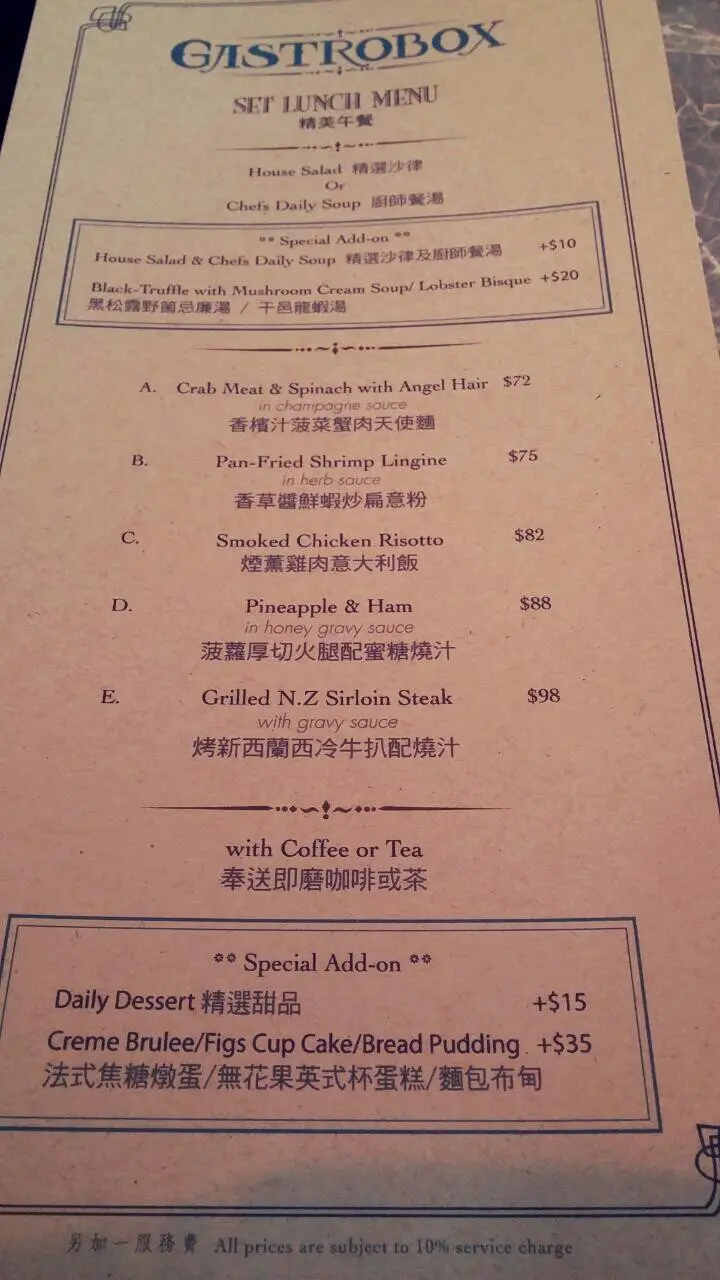 GASTROBOX
SET LUNCH MENU
精美午餐
House Salad 精選沙律
Or
Chefs Daily Soup 廚師餐湯
** Special Add-on **
House Salad & Chefs Daily Soup 精選沙律及廚師餐湯 +$10
Black-Truffle with Mushroom Cream Soup/ Lobster Bisque +$20
黑松露野菌忌廉湯 / 干邑龍蝦湯
A. Crab Meat & Spinach with Angel Hair $72
in champagne sauce
香檳汁菠菜蟹肉天使麵
B. Pan-Fried Shrimp Lingine $75
in herb sauce
香草醬鮮蝦炒扁意粉
C. Smoked Chicken Risotto $82
煙薰雞肉意大利飯
D. Pineapple & Ham $88
in honey gravy sauce
菠蘿厚切火腿配蜜糖燒汁
E. Grilled N.Z Sirloin Steak $98
with gravy sauce
烤新西蘭西冷牛扒配燒汁
with Coffee or Tea
奉送即磨咖啡或茶
** Special Add-on **
Daily Dessert 精選甜品 +$15
Creme Brulee/Figs Cup Cake/Bread Pudding +$35
法式焦糖燉蛋/無花果英式杯蛋糕/麵包布甸
另加一服務費 All prices are subject to 10% service charge